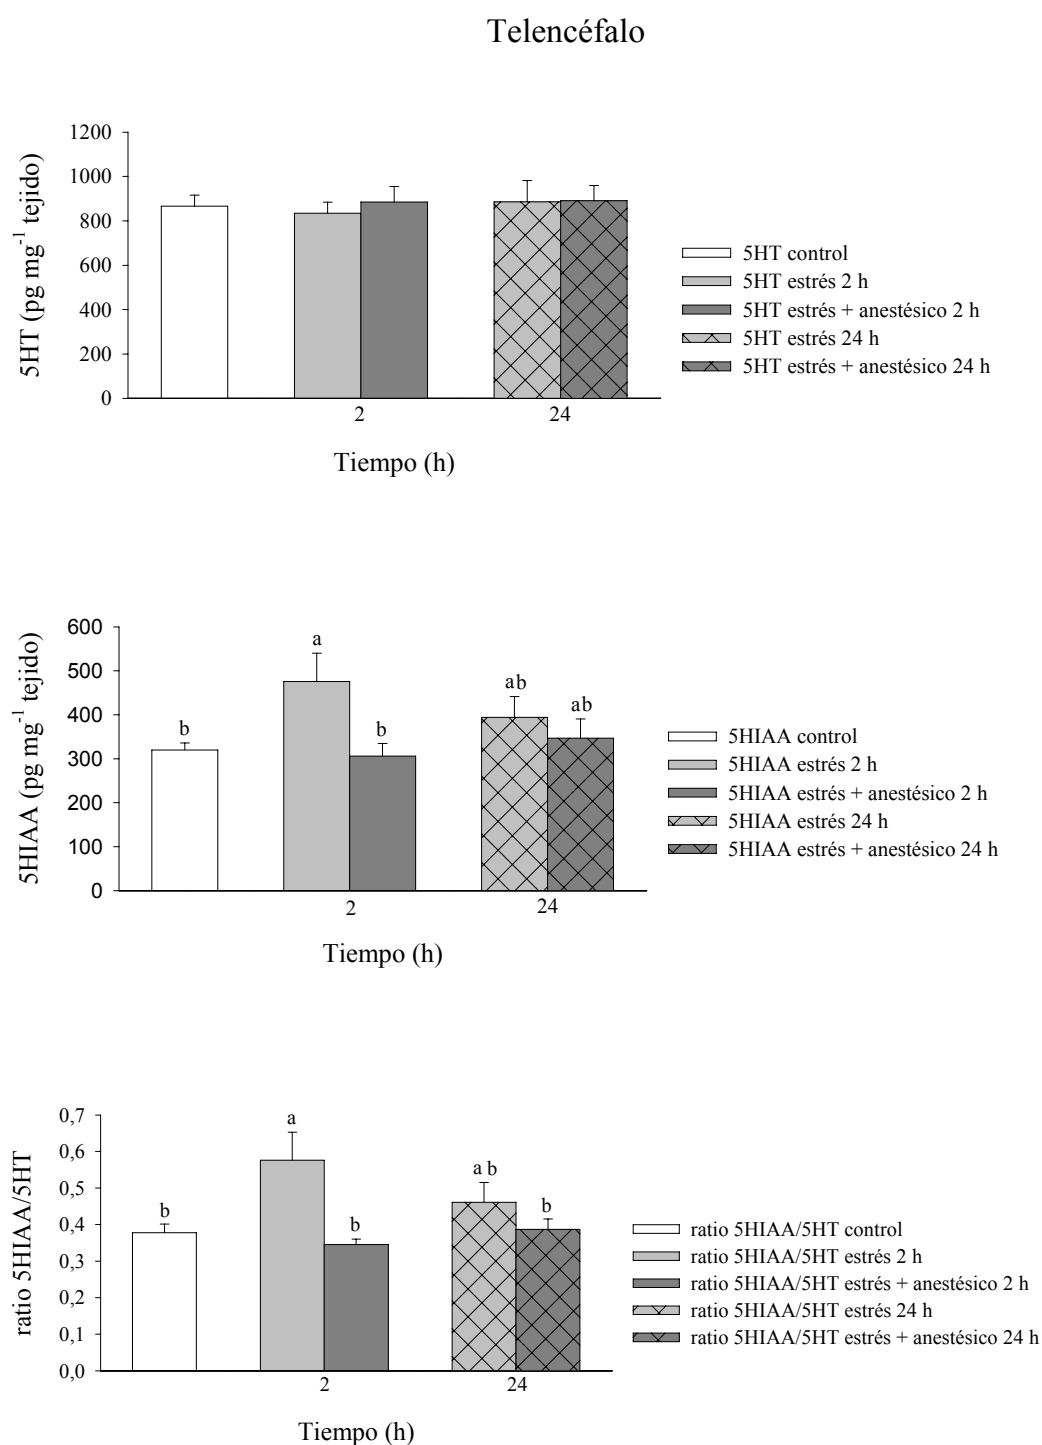 Telencéfalo
5HT (pg mg-1 tejido)
1200
1000
800
600
400
200
0
2
24
Tiempo (h)
5HT control
5HT estrés 2 h
5HT estrés + anestésico 2 h
5HT estrés 24 h
5HT estrés + anestésico 24 h
5HIAA (pg mg-1 tejido)
600
500
400
300
200
100
0
b
a
b
ab
ab
2
24
Tiempo (h)
5HIAA control
5HIAA estrés 2 h
5HIAA estrés + anestésico 2 h
5HIAA estrés 24 h
5HIAA estrés + anestésico 24 h
ratio 5HIAA/5HT
0,7
0,6
0,5
0,4
0,3
0,2
0,1
0,0
b
a
b
a b
b
2
24
Tiempo (h)
ratio 5HIAA/5HT control
ratio 5HIAA/5HT estrés 2 h
ratio 5HIAA/5HT estrés + anestésico 2 h
ratio 5HIAA/5HT estrés 24 h
ratio 5HIAA/5HT estrés + anestésico 24 h